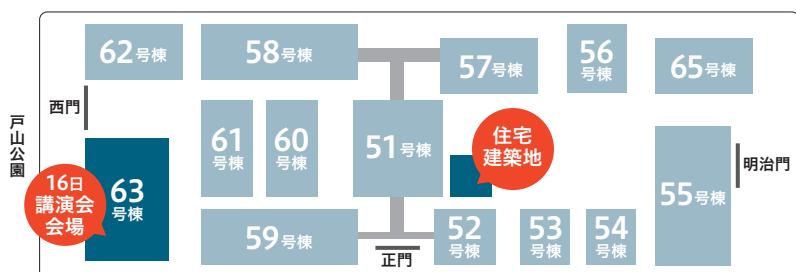 62号棟
58号棟
57号棟
56
号棟
65号棟
戸山公園
西門
61
号棟
60
号棟
51号棟
住宅
建築地
明治門
16日
講演会
会場
63
号棟
55号棟
59号棟
52
号棟
53
号棟
54
号棟
正門